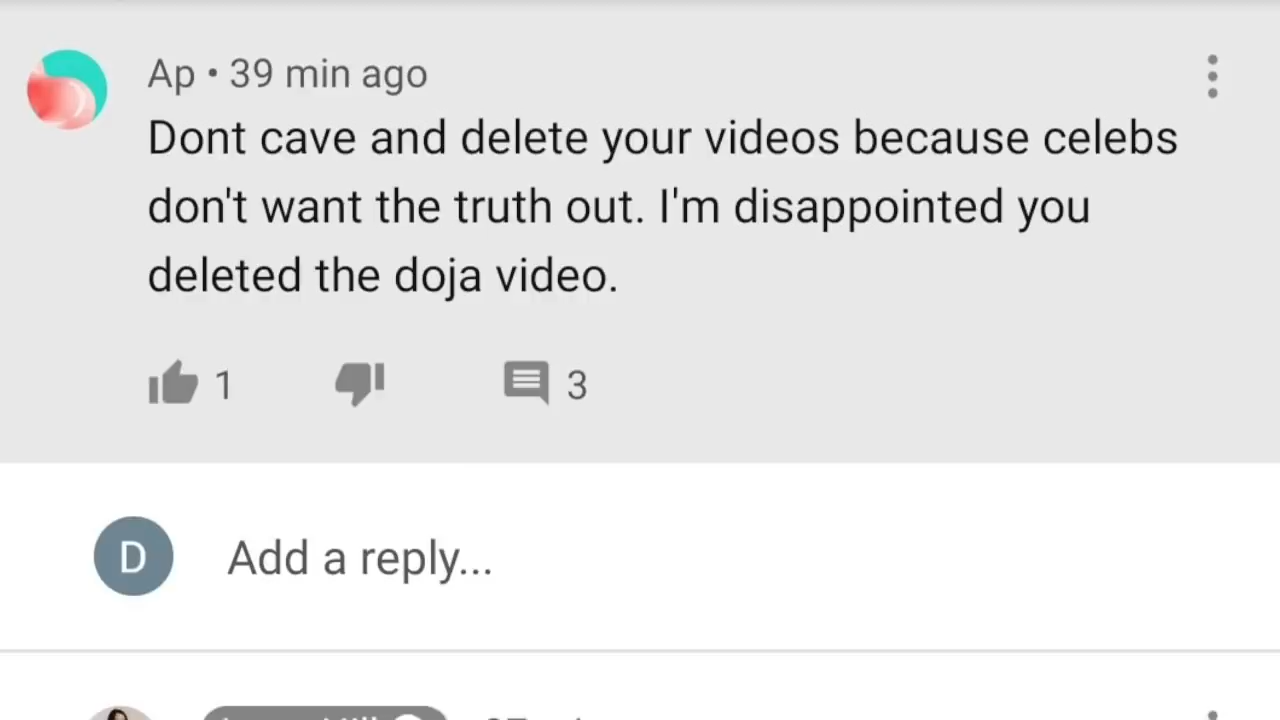 Ap • 39 min ago
Dont cave and delete your videos because celebs
don't want the truth out. I'm disappointed you
deleted the doja video.
1 3
D Add a reply...